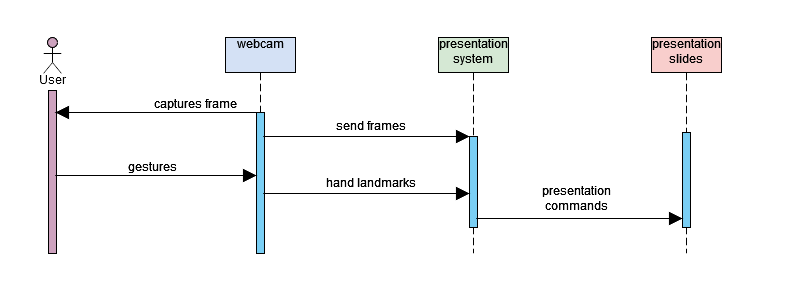 webcam
presentation
system
presentation
slides
User
captures frame
send frames
gestures
hand landmarks
presentation
commands